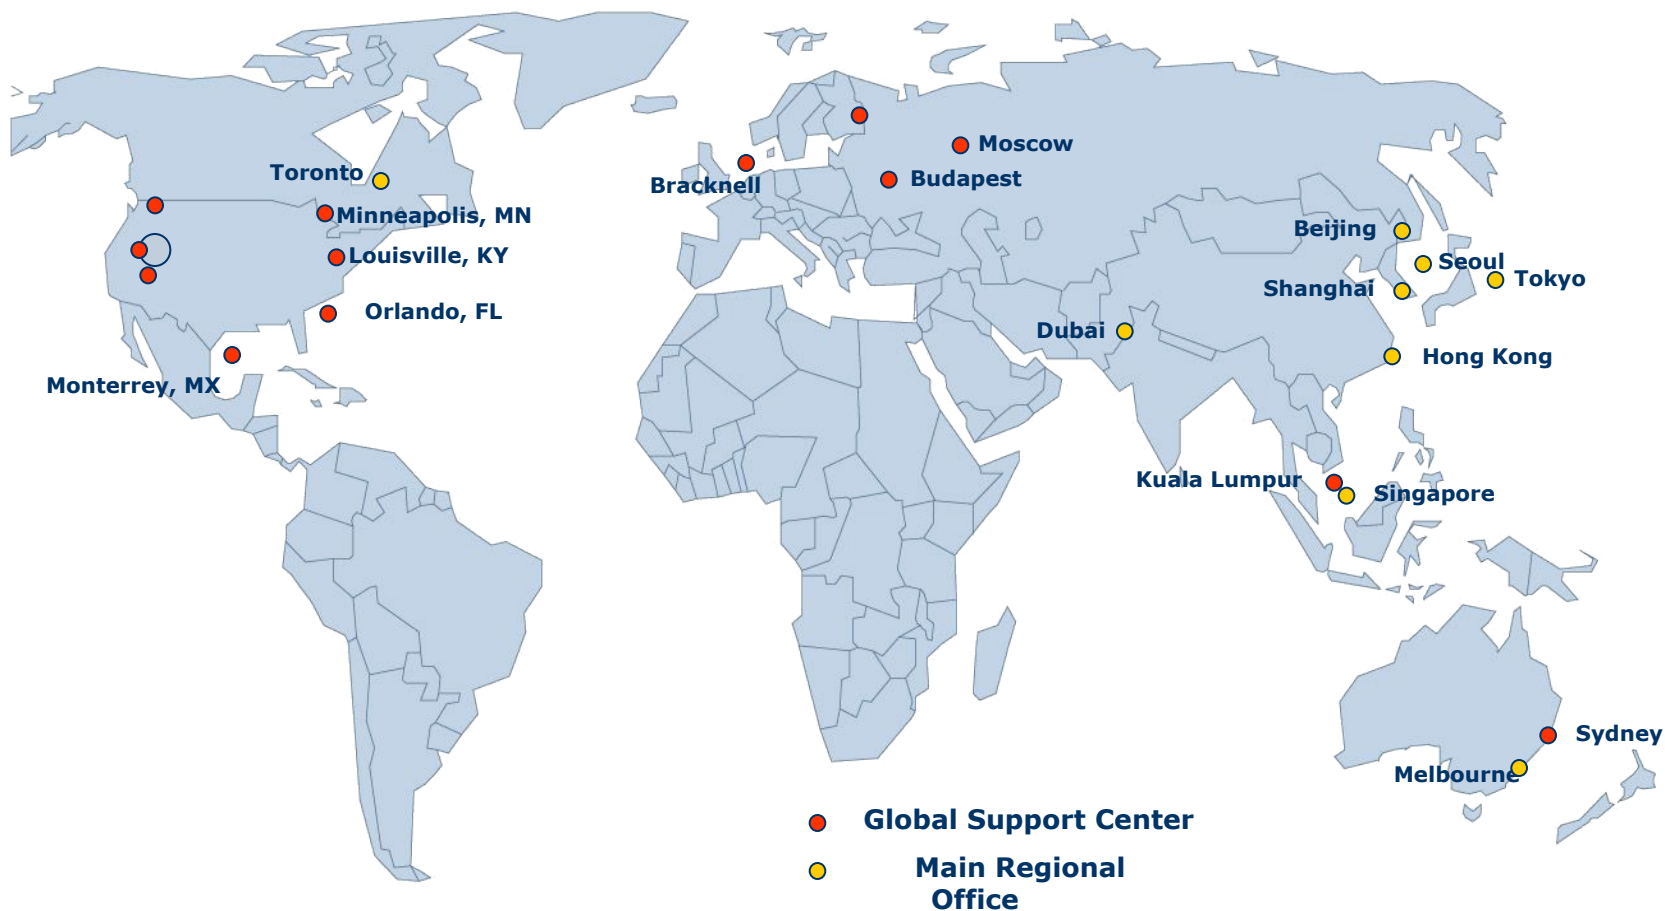 Moscow
Toronto
Bracknell
Budapest
Minneapolis, MN
Beijing
Louisville, KY
Seoul
Tokyo
Shanghai
Orlando, FL
Dubai
Hong Kong
Monterrey, MX
Kuala Lumpur
Singapore
Sydney
Melbourne
Global Support Center
Main Regional
Office